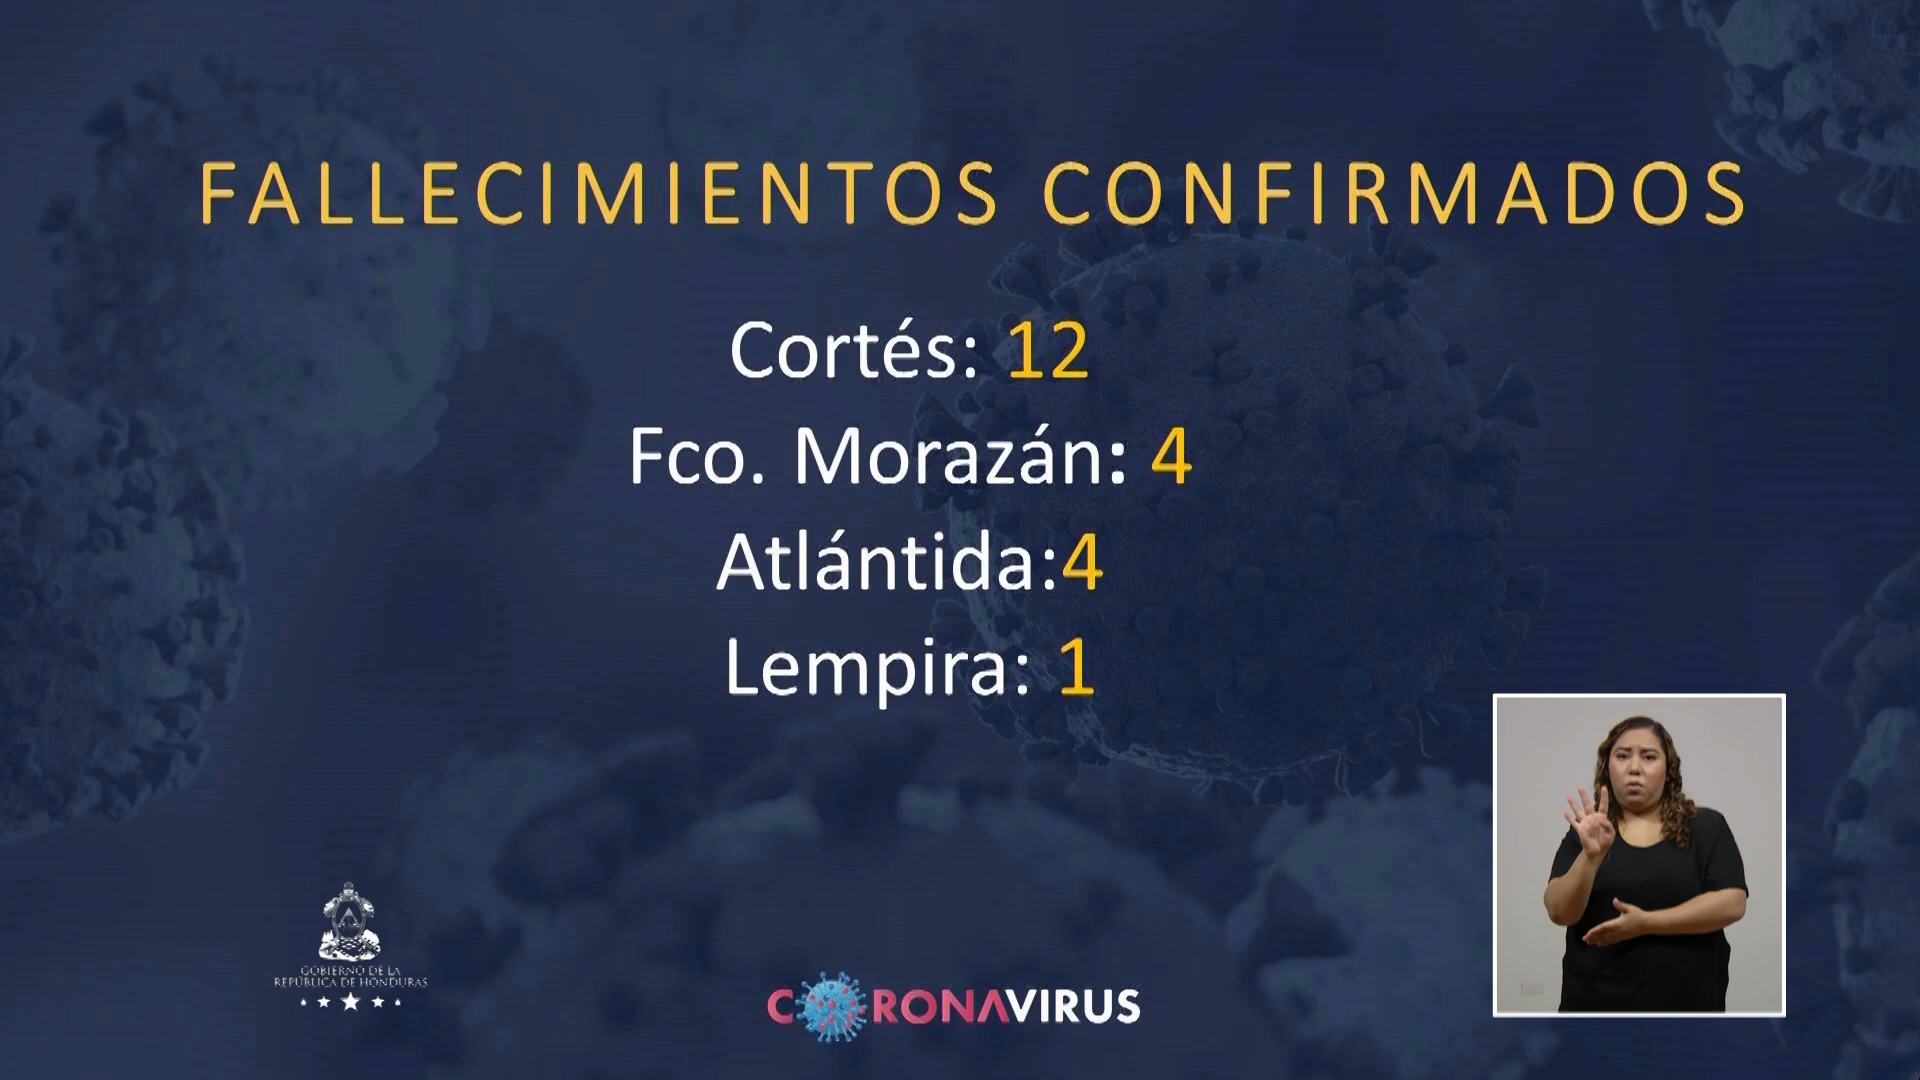 FALLECIMIENTOS CONFIRMADOS
Cortés: 12
Fco. Morazán: 4
Atlántida:4
Lempira: 1
GOBIERNO DE LA
REPÚBLICA DE HONDURAS
CORONAVIRUS